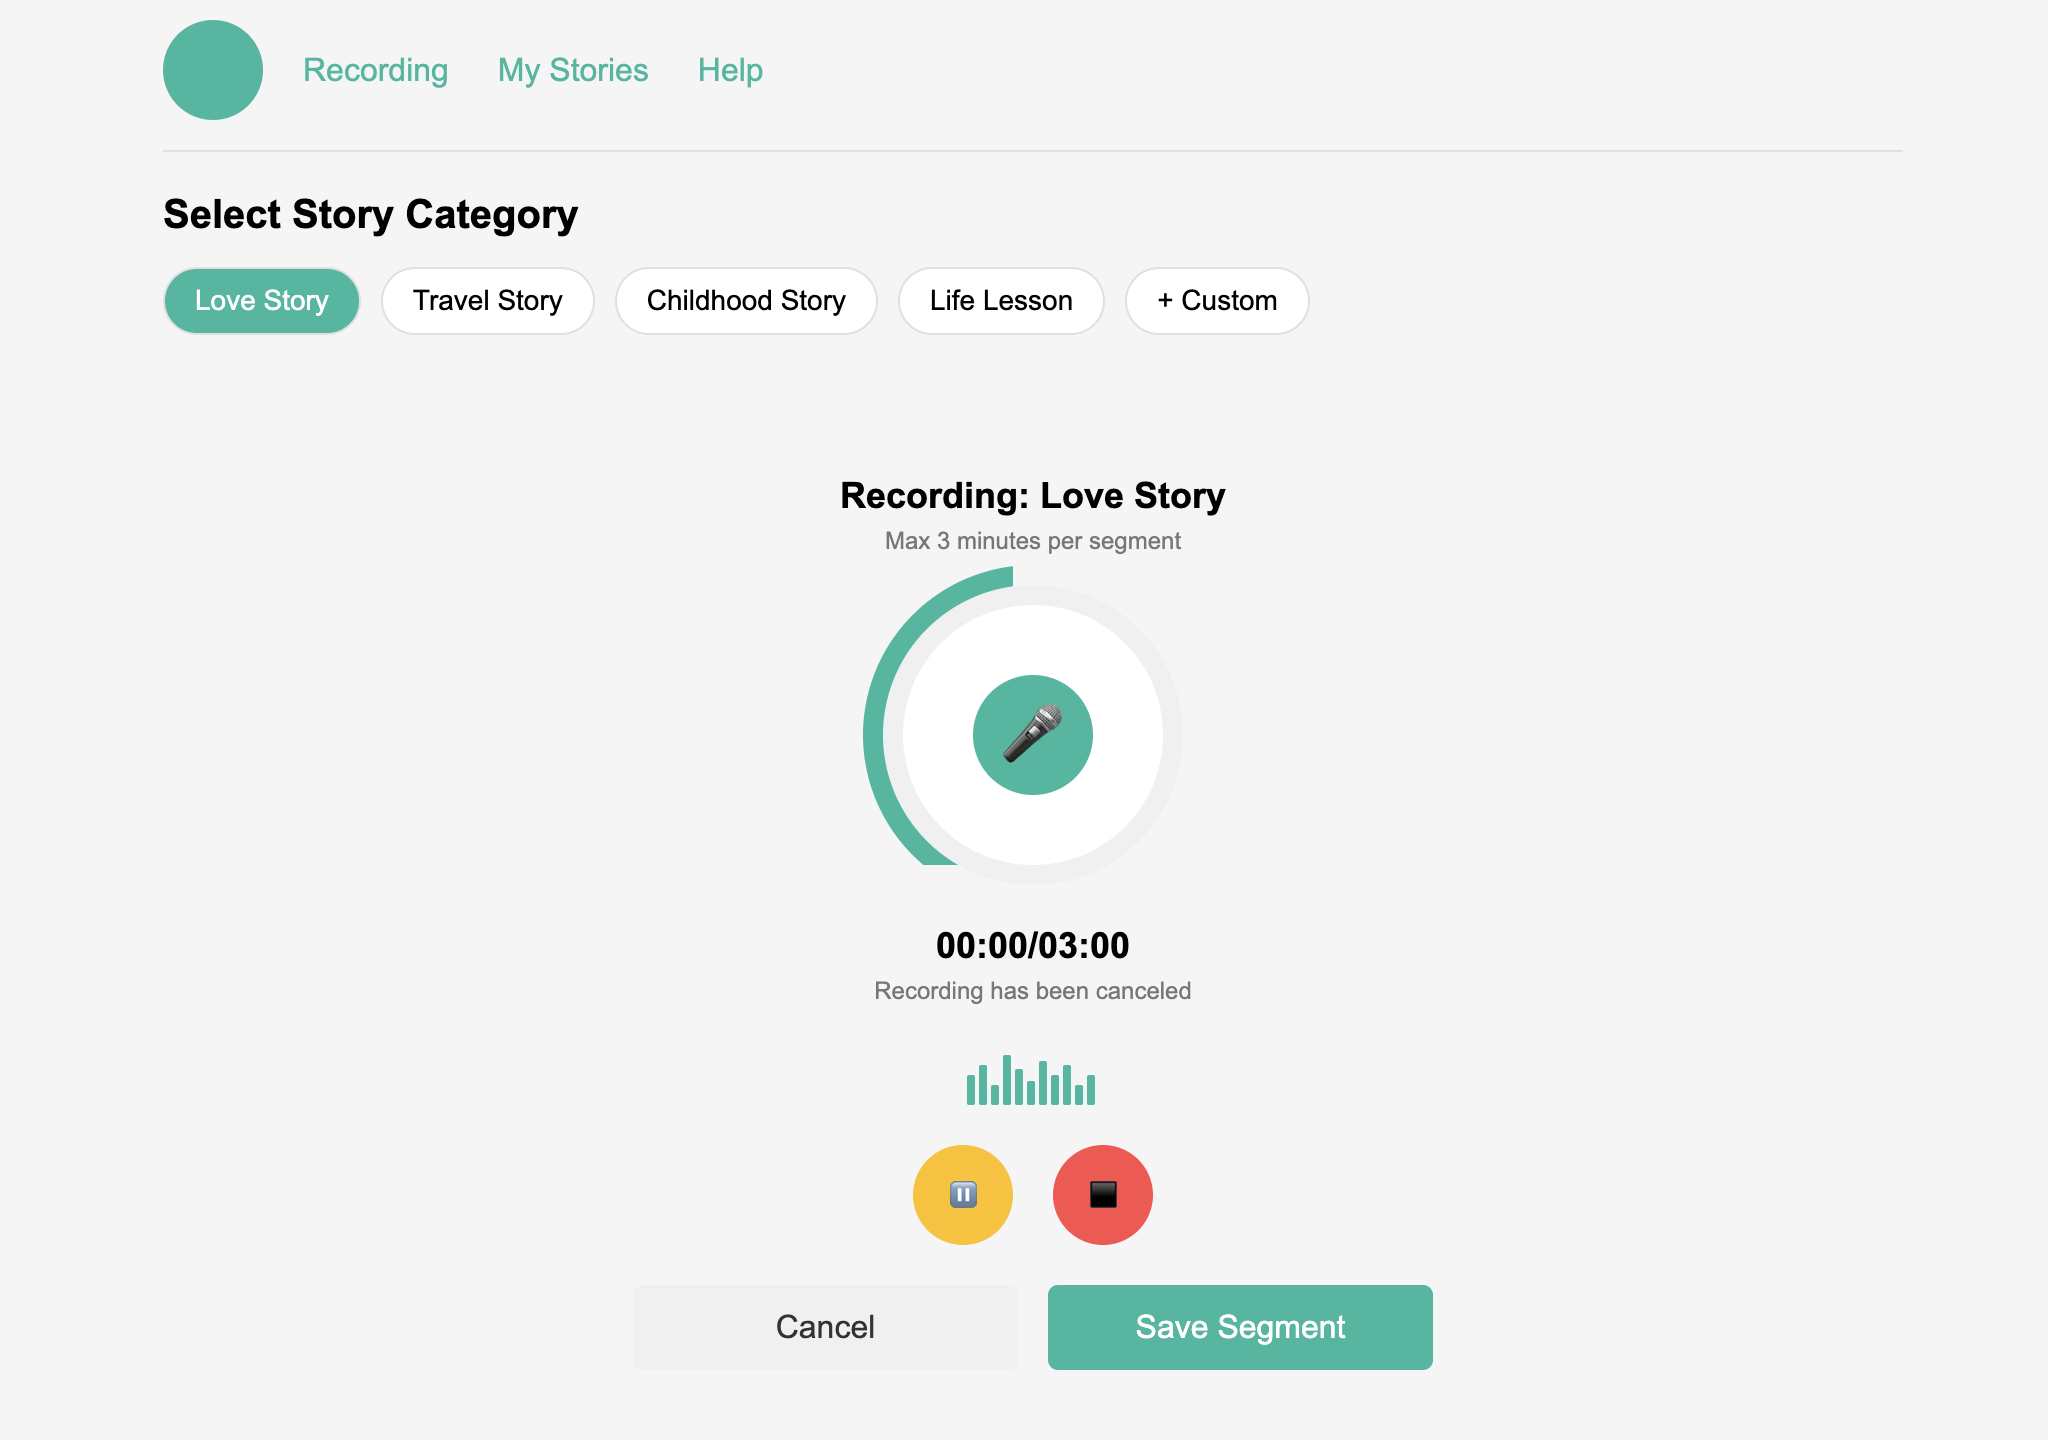 Recording
My Stories
Help
Select Story Category
Love Story
Travel Story
Childhood Story
Life Lesson
+ Custom
Recording: Love Story
Max 3 minutes per segment
00:00/03:00
Recording has been canceled
Cancel
Save Segment